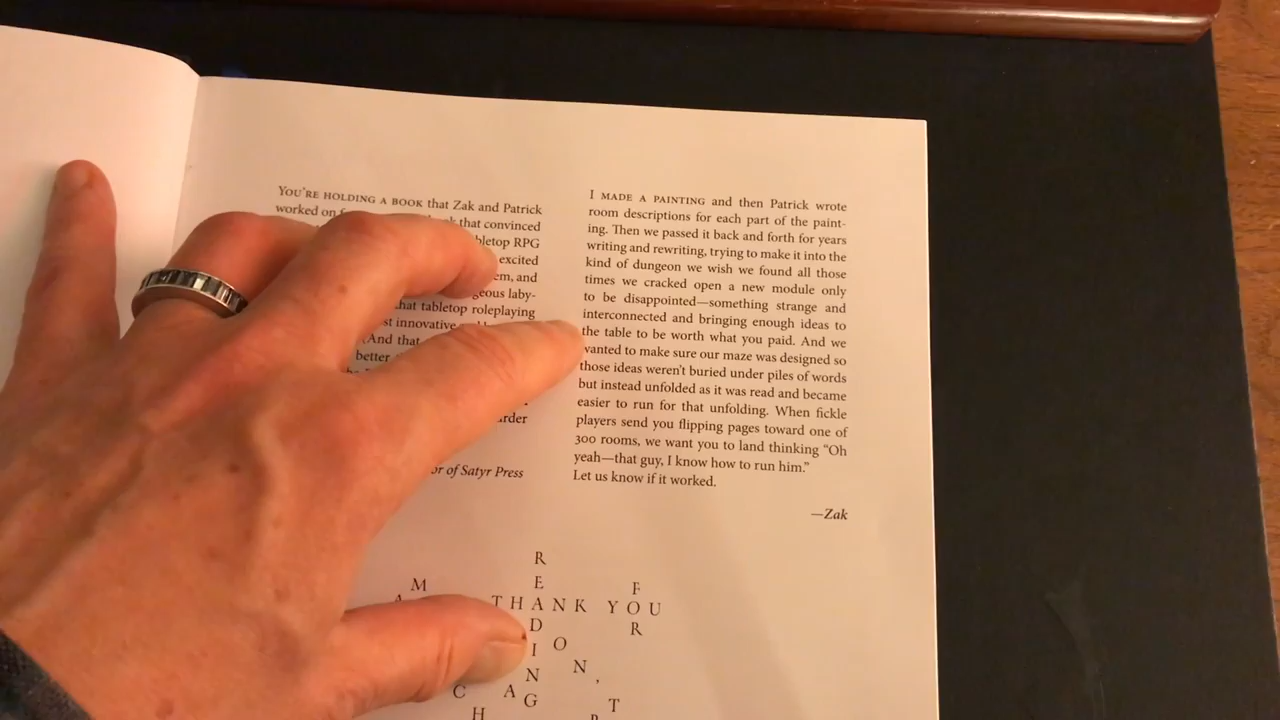 YOU'RE HOLDING A BOOK that Zak and Patrick
worked on
that convinced
tabletop RPG
excited
and
geous laby-
that tabletop roleplaying
st innovative
(And that
better
or of Satyr Press
I MADE A PAINTING and then Patrick wrote
room descriptions for each part of the paint-
ing. Then we passed it back and forth for years
writing and rewriting, trying to make it into the
kind of dungeon we wish we found all those
times we cracked open a new module only
to be disappointed—something strange and
interconnected and bringing enough ideas to
the table to be worth what you paid. And we
wanted to make sure our maze was designed so
those ideas weren't buried under piles of words
but instead unfolded as it was read and became
easier to run for that unfolding. When fickle
players send you flipping pages toward one of
300 rooms, we want you to land thinking “Oh
yeah—that guy, I know how to run him.”
Let us know if it worked.
—Zak
READING
THANK YOU
FOR
M
O
N,
C
A
H
T